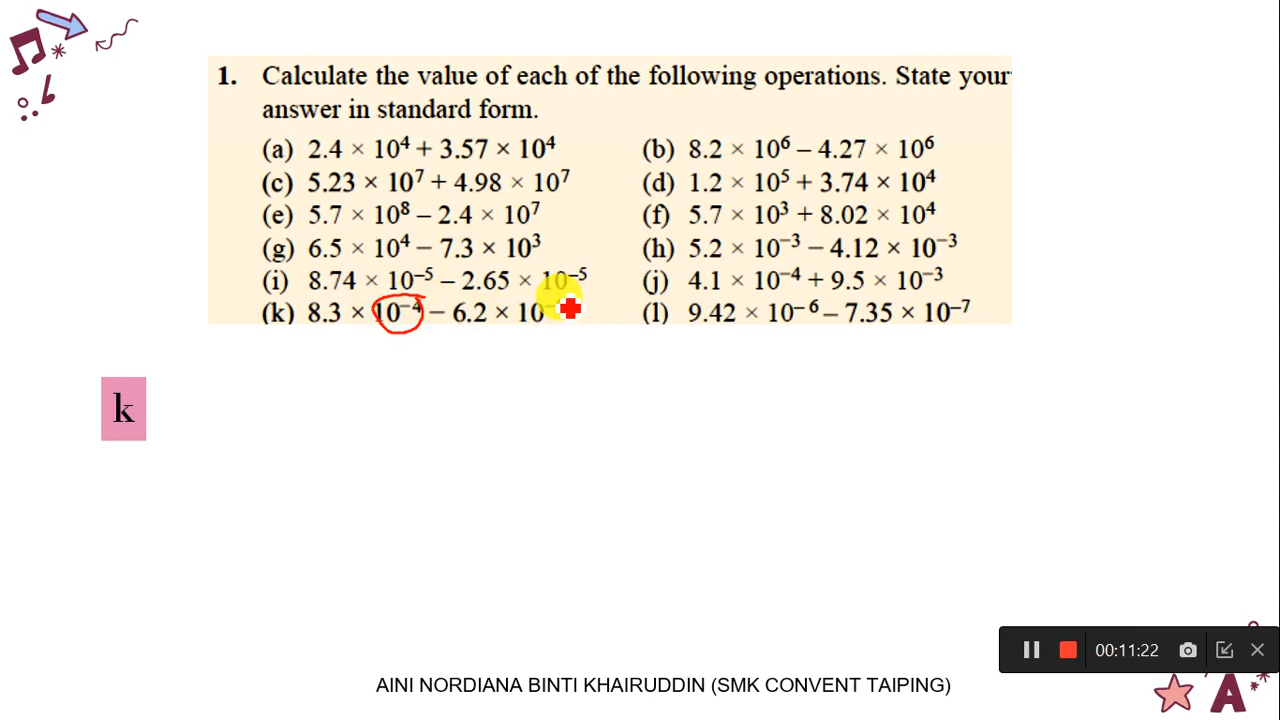 1. Calculate the value of each of the following operations. State your
answer in standard form.
(a) 2.4 × 10⁴ + 3.57 × 10⁴ (b) 8.2 × 10⁶ – 4.27 × 10⁶
(c) 5.23 × 10⁷ + 4.98 × 10⁷ (d) 1.2 × 10⁵ + 3.74 × 10⁴
(e) 5.7 × 10⁸ – 2.4 × 10⁷ (f) 5.7 × 10³ + 8.02 × 10⁴
(g) 6.5 × 10⁴ – 7.3 × 10³ (h) 5.2 × 10⁻³ – 4.12 × 10⁻³
(i) 8.74 × 10⁻⁵ – 2.65 × 10⁻⁵ (j) 4.1 × 10⁻⁴ + 9.5 × 10⁻³
(k) 8.3 × 10⁻⁴ – 6.2 × 10 (l) 9.42 × 10⁻⁶ – 7.35 × 10⁻⁷
k
00:11:22
AINI NORDIANA BINTI KHAIRUDDIN (SMK CONVENT TAIPING)
A